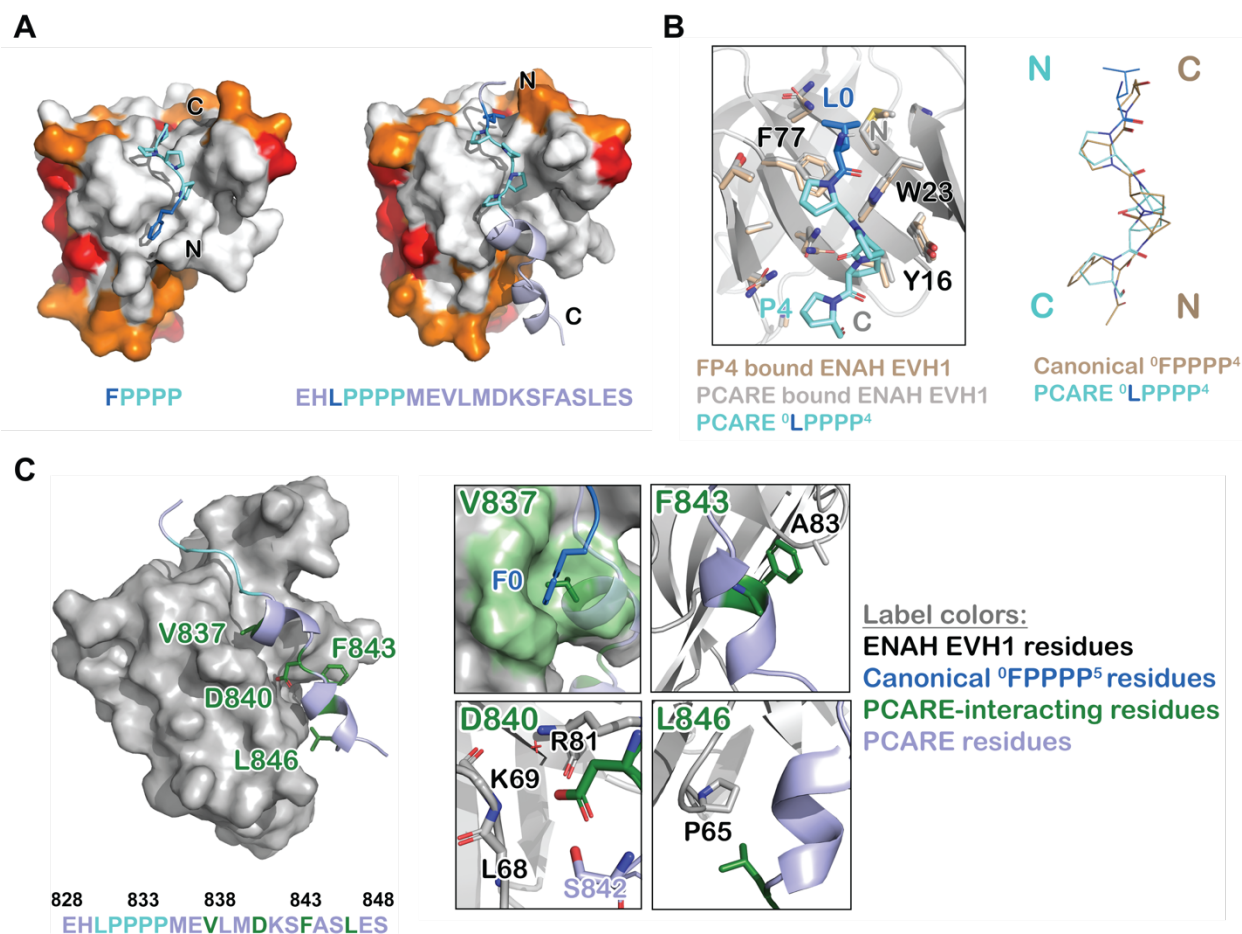 A
C
N
FPPPP
N
C
EHLPPPPMEVLMDKSFASLES
B
L0
N
F77
W23
Y16
P4
C
FP4 bound ENAH EVH1
PCARE bound ENAH EVH1
PCARE ⁰LPPPP⁴
N
C
C
N
Canonical ⁰FPPPP⁴
PCARE ⁰LPPPP⁴
C
V837
F843
D840
L846
828 833 838 843 848
EHLPPPPMEVLMDKSFASLES
V837
F0
F843
A83
D840
R81
K69
L68
S842
L846
P65
Label colors:
ENAH EVH1 residues
Canonical ⁰FPPPP⁵ residues
PCARE-interacting residues
PCARE residues